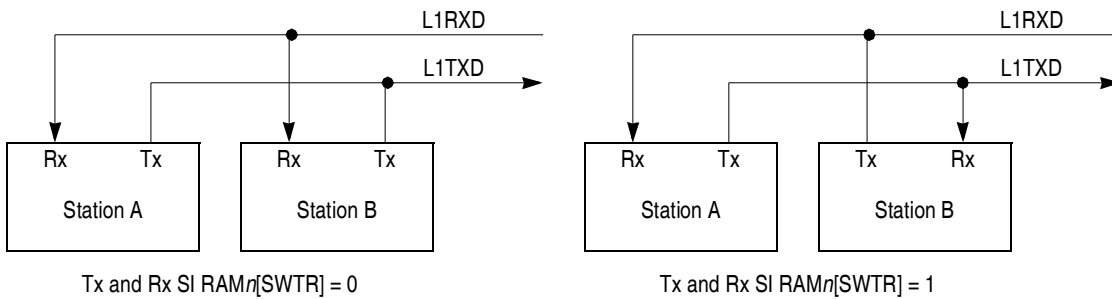 L1RXD
L1TXD
Rx Tx
Station A
Rx Tx
Station B
Tx and Rx SI RAMn[SWTR] = 0
L1RXD
L1TXD
Rx Tx
Station A
Tx Rx
Station B
Tx and Rx SI RAMn[SWTR] = 1